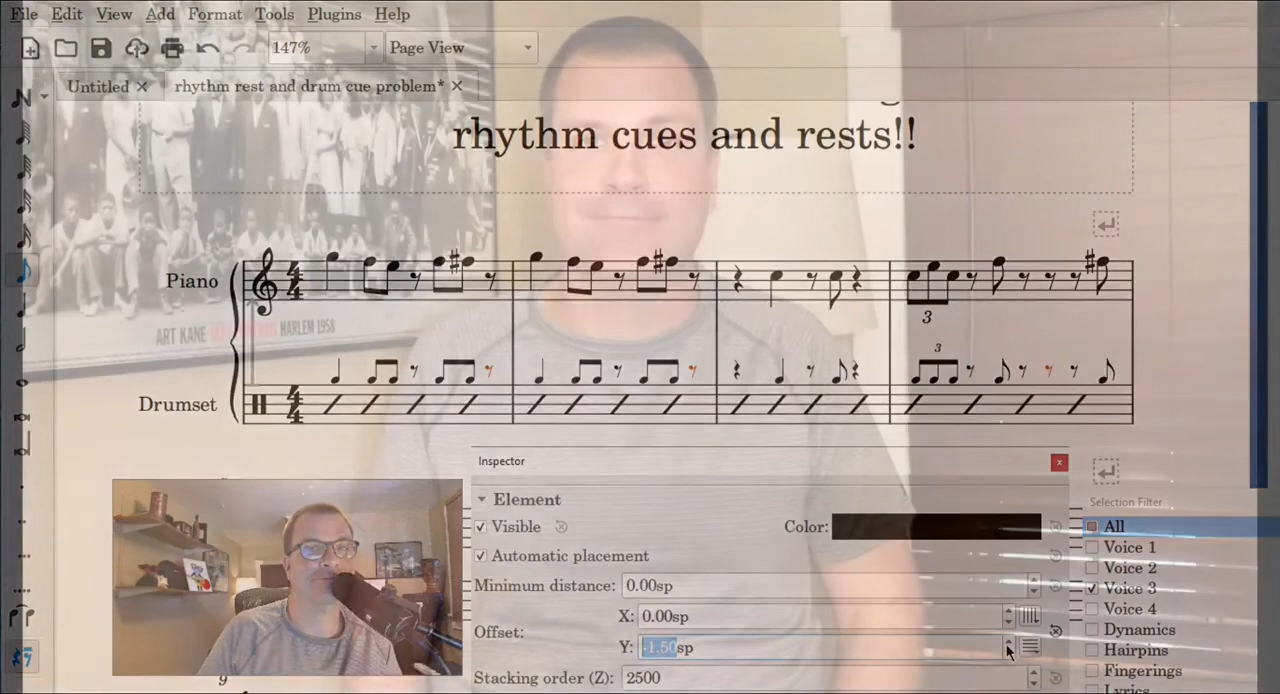 File Edit View Add Format Tools Plugins Help
147% Page View
Untitled × rhythm rest and drum cue problem* ×
rhythm cues and rests!!
Piano
ART KANE HARLEM 1958
3
3
Drumset
Inspector
Element
Visible Color:
Automatic placement
Minimum distance: 0.00sp
Offset: X: 0.00sp
Y: -1.50sp
Stacking order (Z): 2500
Selection Filter
All
Voice 1
Voice 2
Voice 3
Voice 4
Dynamics
Hairpins
Fingerings
Lyrics
9